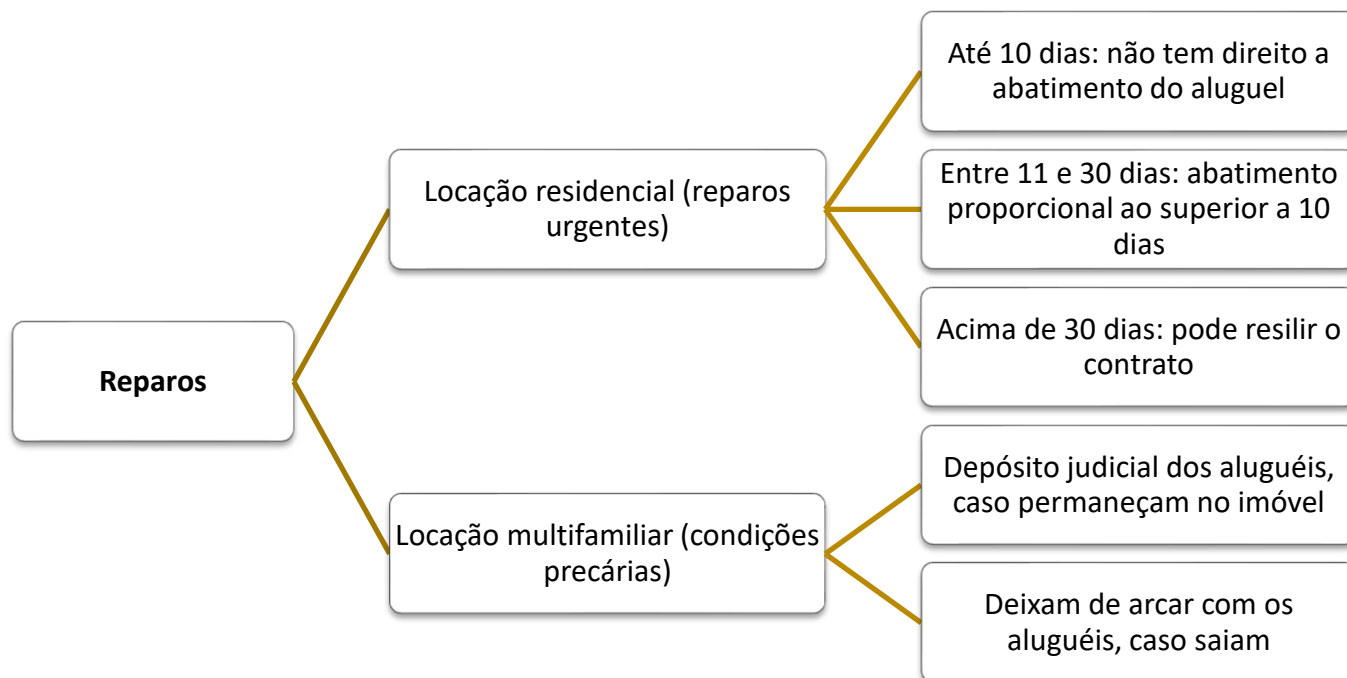 Reparos
Locação residencial (reparos
urgentes)
Até 10 dias: não tem direito a
abatimento do aluguel
Entre 11 e 30 dias: abatimento
proporcional ao superior a 10
dias
Acima de 30 dias: pode resilir o
contrato
Locação multifamiliar (condições
precárias)
Depósito judicial dos aluguéis,
caso permaneçam no imóvel
Deixam de arcar com os
aluguéis, caso saiam